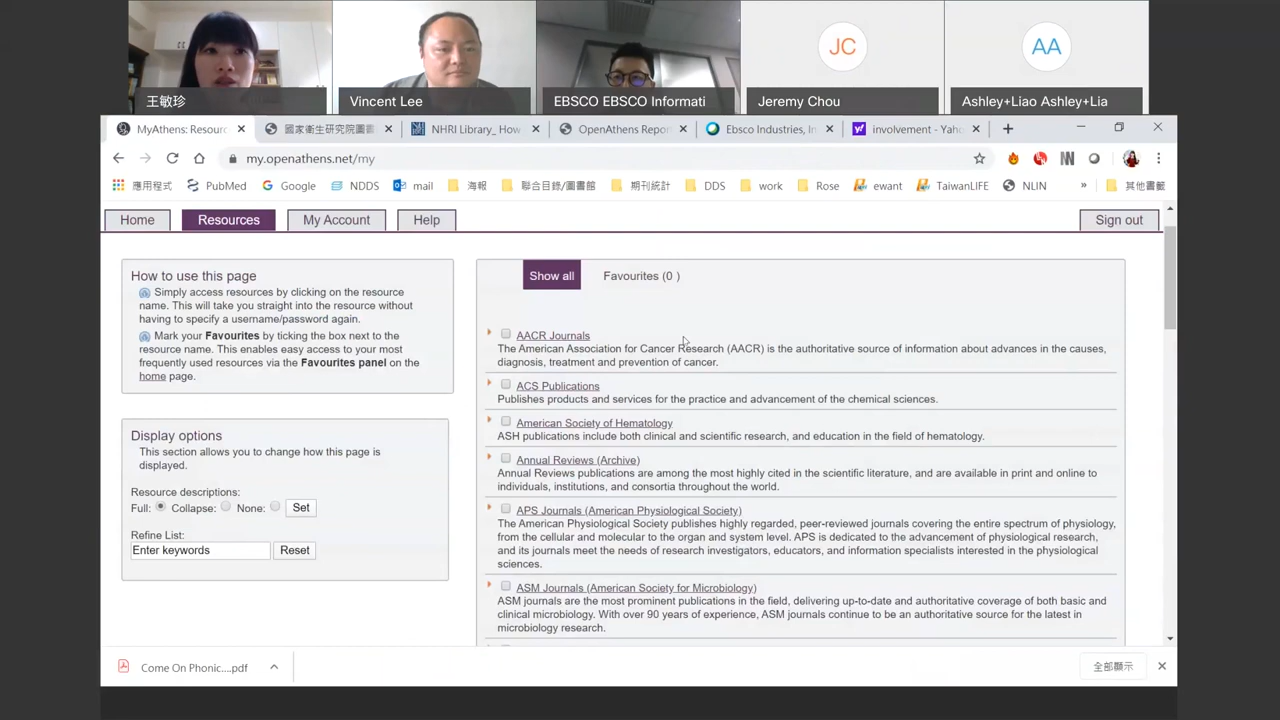 王敏珍
Vincent Lee
EBSCO EBSCO Informati
JC
Jeremy Chou
AA
Ashley+Liao Ashley+Lia
MyAthens: Resourc
國家衛生研究院圖書
NHRI Library_ How
OpenAthens Repo
Ebsco Industries, In
involvement - Yaho
my.openathens.net/my
應用程式
PubMed
Google
NDDS
mail
海報
聯合目錄/圖書館
期刊統計
DDS
work
Rose
ewant
TaiwanLIFE
NLIN
»
其他書籤
Home
Resources
My Account
Help
Sign out
How to use this page
Simply access resources by clicking on the resource
name. This will take you straight into the resource without
having to specify a username/password again.
Mark your Favourites by ticking the box next to the
resource name. This enables easy access to your most
frequently used resources via the Favourites panel on the
home page.
Display options
This section allows you to change how this page is
displayed.
Resource descriptions:
Full: Collapse: None: Set
Refine List:
Enter keywords Reset
Show all Favourites (0 )
AACR Journals
The American Association for Cancer Research (AACR) is the authoritative source of information about advances in the causes,
diagnosis, treatment and prevention of cancer.
ACS Publications
Publishes products and services for the practice and advancement of the chemical sciences.
American Society of Hematology
ASH publications include both clinical and scientific research, and education in the field of hematology.
Annual Reviews (Archive)
Annual Reviews publications are among the most highly cited in the scientific literature, and are available in print and online to
individuals, institutions, and consortia throughout the world.
APS Journals (American Physiological Society)
The American Physiological Society publishes highly regarded, peer-reviewed journals covering the entire spectrum of physiology,
from the cellular and molecular to the organ and system level. APS is dedicated to the advancement of physiological research,
and its journals meet the needs of research investigators, educators, and information specialists interested in the physiological
sciences.
ASM Journals (American Society for Microbiology)
ASM journals are the most prominent publications in the field, delivering up-to-date and authoritative coverage of both basic and
clinical microbiology. With over 90 years of experience, ASM journals continue to be an authoritative source for the latest in
microbiology research.
Come On Phonic....pdf
全部顯示